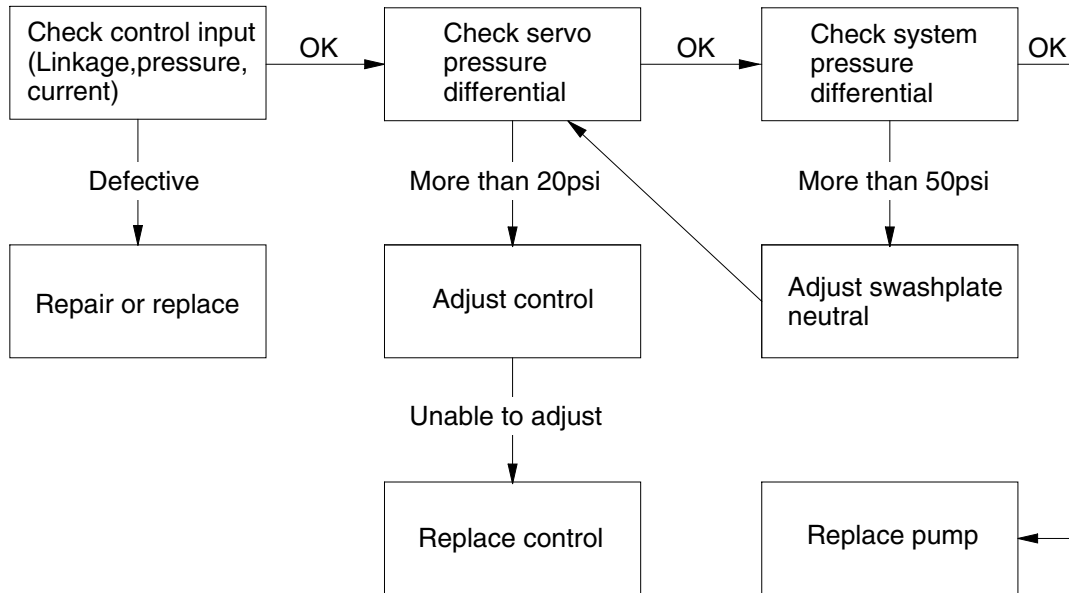 Check control input
(Linkage,pressure,
current)
OK
Check servo
pressure
differential
OK
Check system
pressure
differential
OK
Defective
More than 20psi
More than 50psi
Repair or replace
Adjust control
Adjust swashplate
neutral
Unable to adjust
Replace control
Replace pump